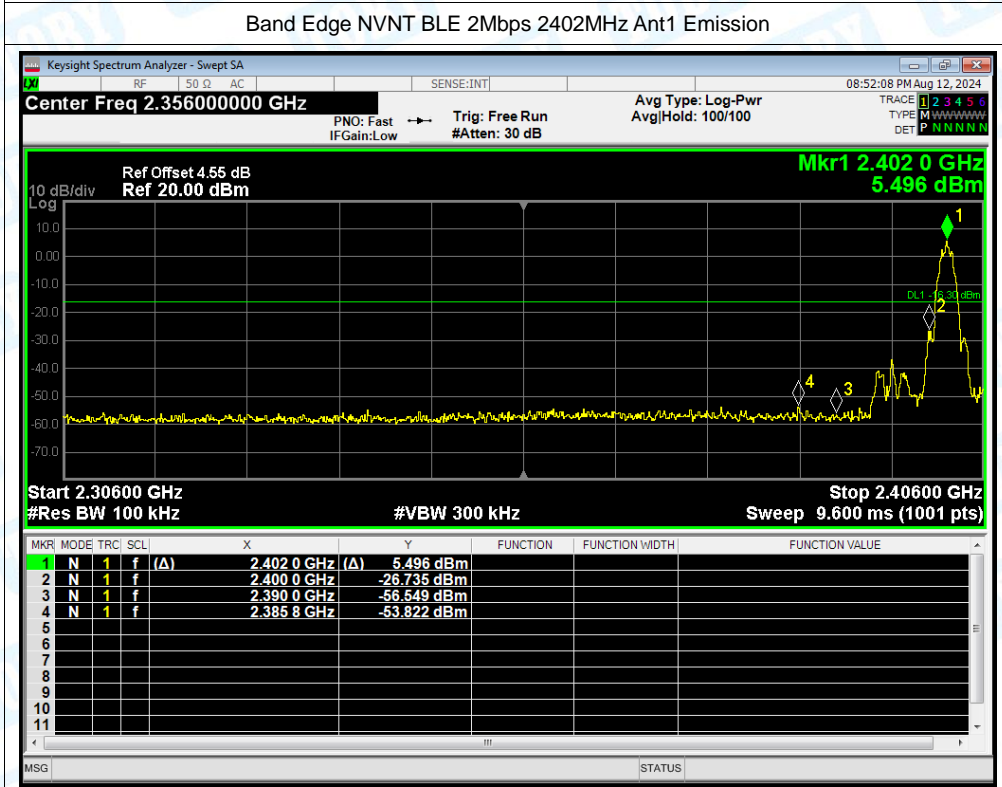 Band Edge NVNT BLE 2Mbps 2402MHz Ant1 Emission
Keysight Spectrum Analyzer - Swept SA
LXI RF 50 Ω AC SENSE:INT 08:52:08 PM Aug 12, 2024
Center Freq 2.356000000 GHz
PNO: Fast
IFGain:Low
Trig: Free Run
#Atten: 30 dB
Avg Type: Log-Pwr
Avg|Hold: 100/100
TRACE 1 2 3 4 5 6
TYPE M W W W W W
DET P N N N N N
Mkr1 2.402 0 GHz
5.496 dBm
Ref Offset 4.55 dB
10 dB/div Ref 20.00 dBm
Log
10.0
0.00
-10.0
-20.0
-30.0
-40.0
-50.0
-60.0
-70.0
1
DL1 -16.30 dBm
2
4
3
Start 2.30600 GHz Stop 2.40600 GHz
#Res BW 100 kHz #VBW 300 kHz Sweep 9.600 ms (1001 pts)
MKR MODE TRC SCL X Y FUNCTION FUNCTION WIDTH FUNCTION VALUE
1 N 1 f (Δ) 2.402 0 GHz (Δ) 5.496 dBm
2 N 1 f 2.400 0 GHz -26.735 dBm
3 N 1 f 2.390 0 GHz -56.549 dBm
4 N 1 f 2.385 8 GHz -53.822 dBm
5
6
7
8
9
10
11
MSG STATUS